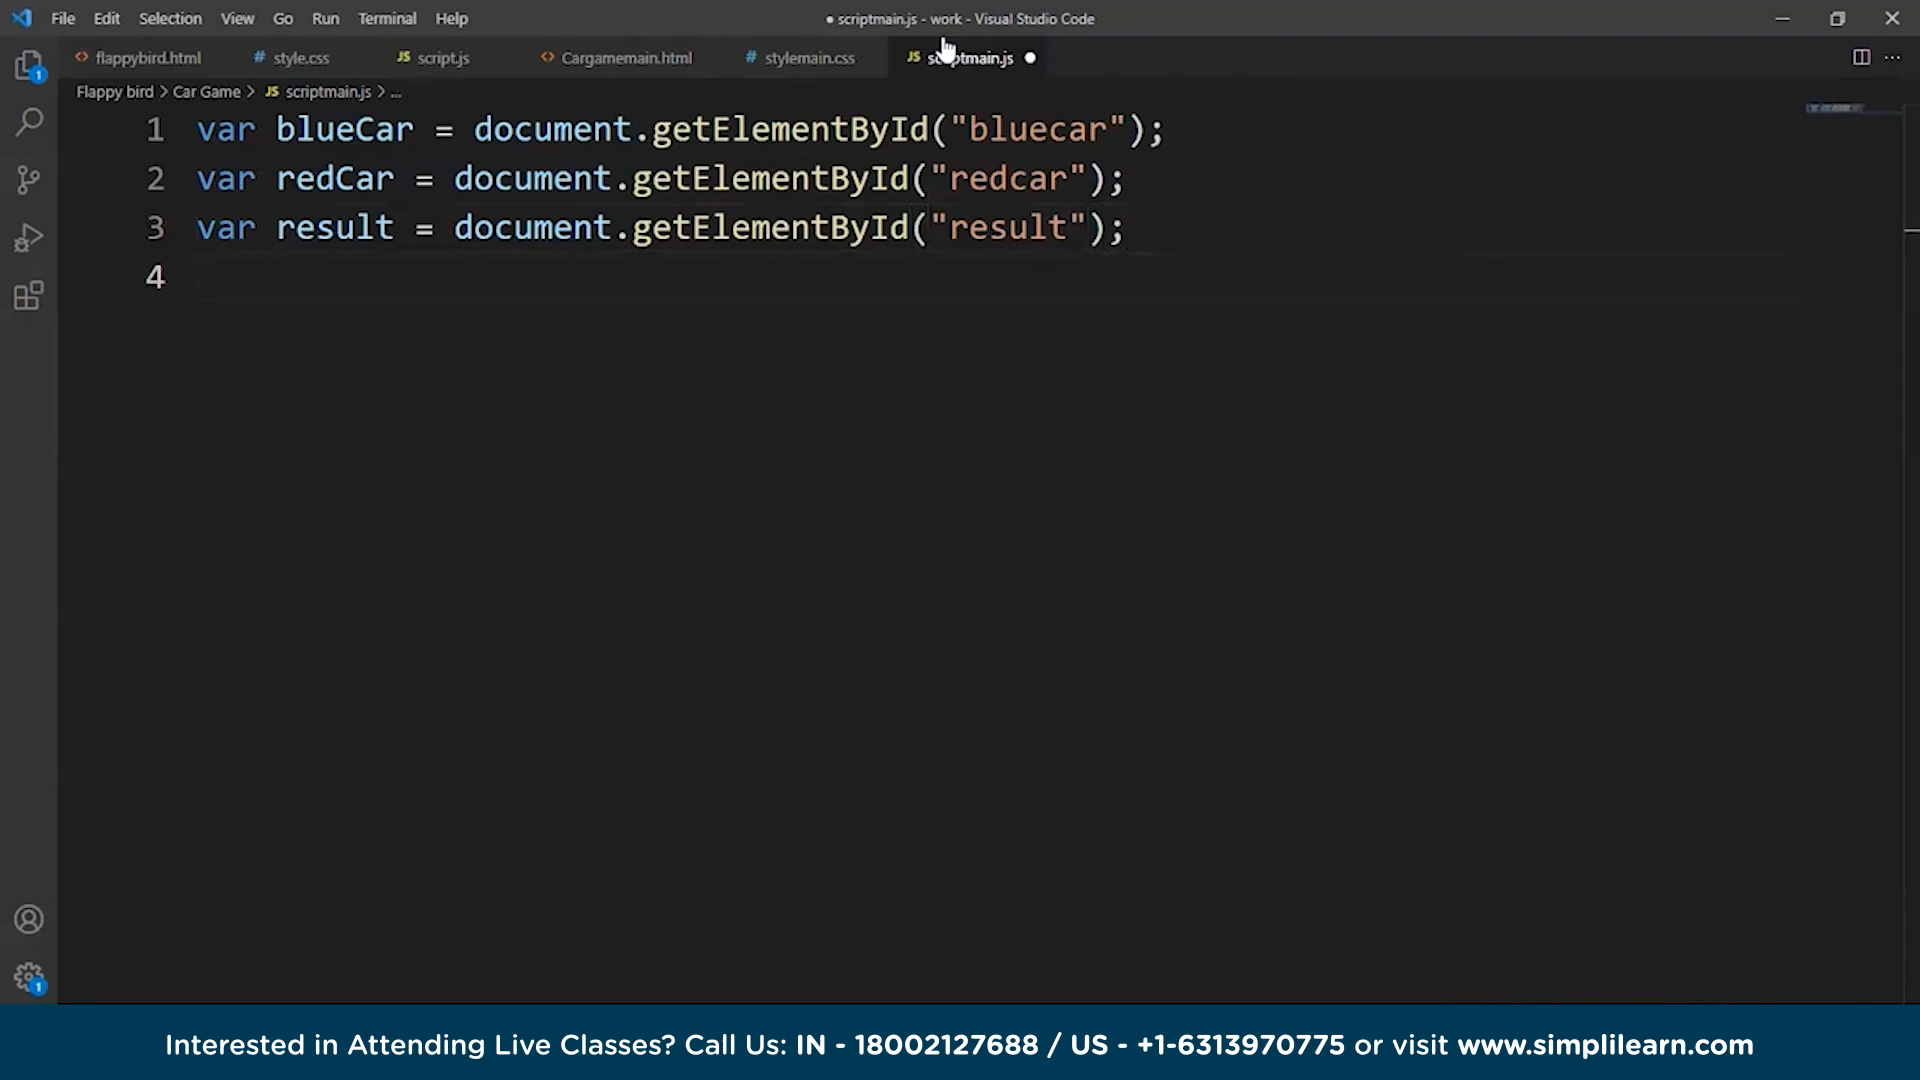 File Edit Selection View Go Run Terminal Help
● scriptmain.js - work - Visual Studio Code
<> flappybird.html # style.css JS script.js <> Cargamemain.html # stylemain.css JS ●
Flappy bird > Car Game > JS scriptmain.js > ...
1 var blueCar = document.getElementById("bluecar");
2 var redCar = document.getElementById("redcar");
3 var result = document.getElementById("result");
4
1
1
Interested in Attending Live Classes? Call Us: IN - 18002127688 / US - +1-6313970775 or visit www.simplilearn.com